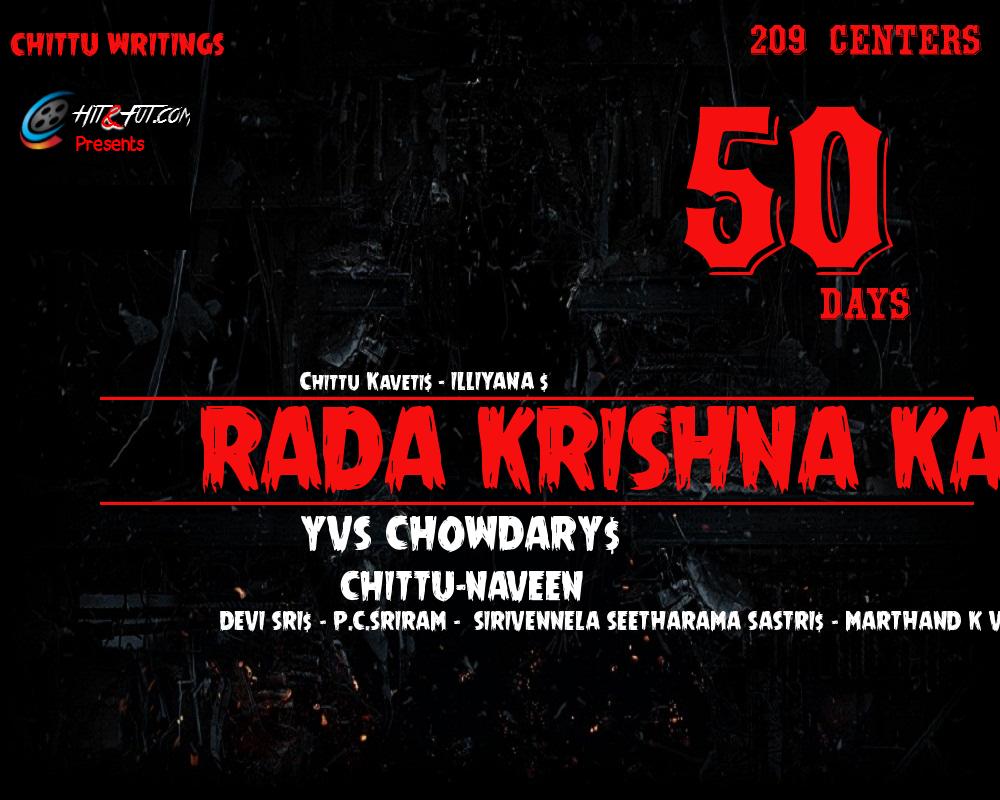 CHITTU WRITINGS
209 CENTERS
HIT&FUT.COM
Presents
50
DAYS
CHITTU KAVETI$ - ILLIYANA $
RADA KRISHNA KA
YVS CHOWDARY$
CHITTU-NAVEEN
DEVI SRI$ - P.C.SRIRAM - SIRIVENNELA SEETHARAMA SASTRI$ - MARTHAND K V